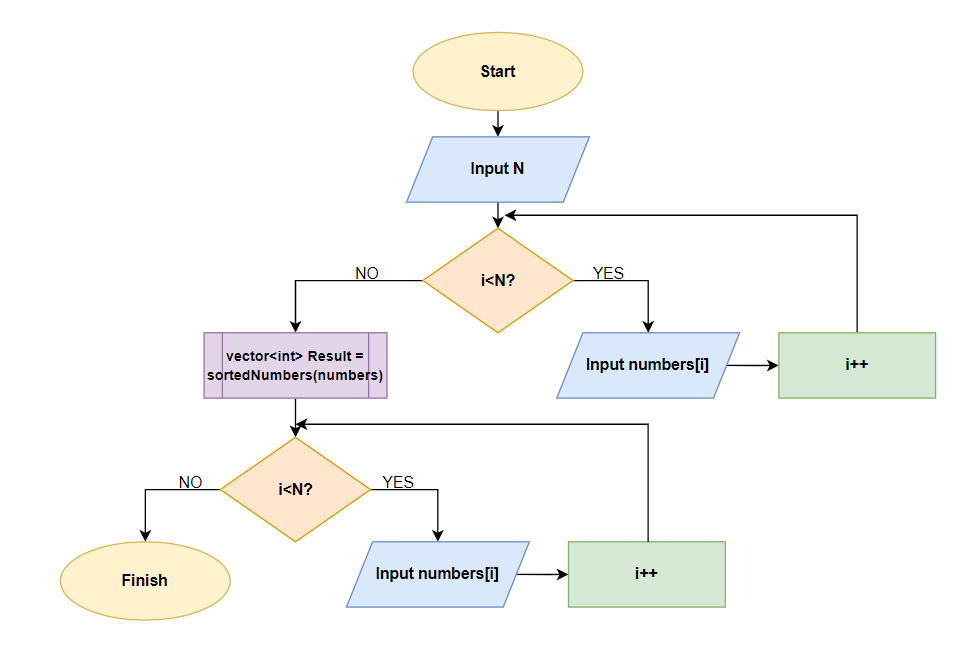 Start
Input N
i<N?
NO
YES
vector<int> Result =
sortedNumbers(numbers)
Input numbers[i]
i++
i<N?
NO
YES
Finish
Input numbers[i]
i++